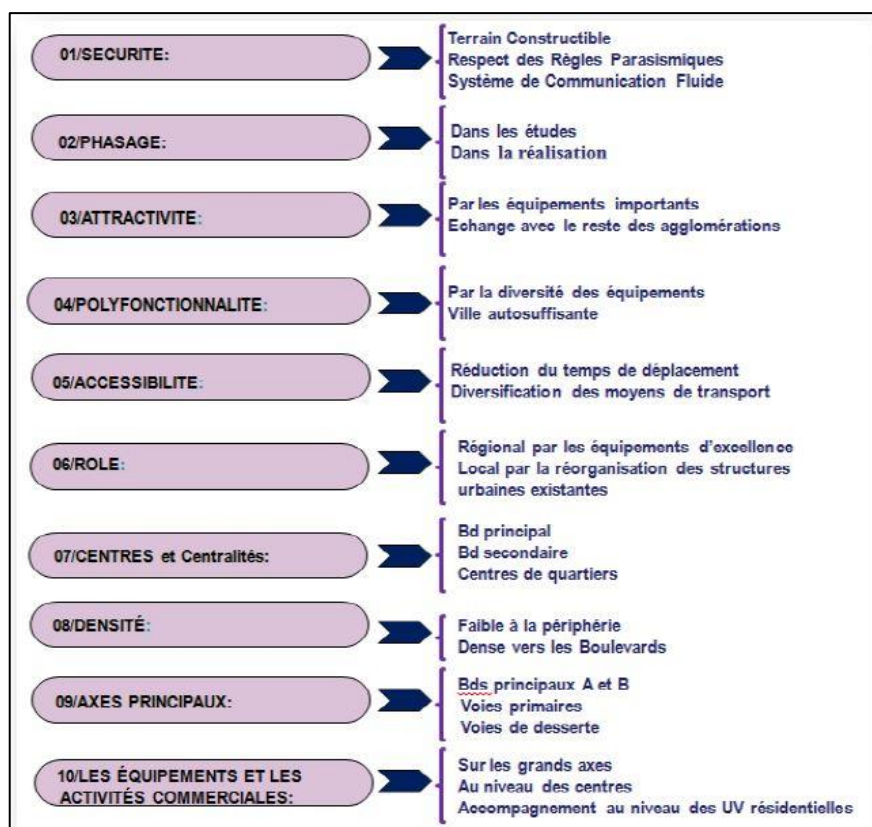 01/SECURITE:
Terrain Constructible
Respect des Règles Parasismiques
Système de Communication Fluide
02/PHASAGE:
Dans les études
Dans la réalisation
03/ATTRACTIVITE:
Par les équipements importants
Echange avec le reste des agglomérations
04/POLYFONCTIONNALITE:
Par la diversité des équipements
Ville autosuffisante
05/ACCESSIBILITE:
Réduction du temps de déplacement
Diversification des moyens de transport
06/ROLE:
Régional par les équipements d'excellence
Local par la réorganisation des structures
urbaines existantes
07/CENTRES et Centralités:
Bd principal
Bd secondaire
Centres de quartiers
08/DENSITÉ:
Faible à la périphérie
Dense vers les Boulevards
09/AXES PRINCIPAUX:
Bds principaux A et B
Voies primaires
Voies de desserte
10/LES ÉQUIPEMENTS ET LES
ACTIVITÉS COMMERCIALES:
Sur les grands axes
Au niveau des centres
Accompagnement au niveau des UV résidentielles